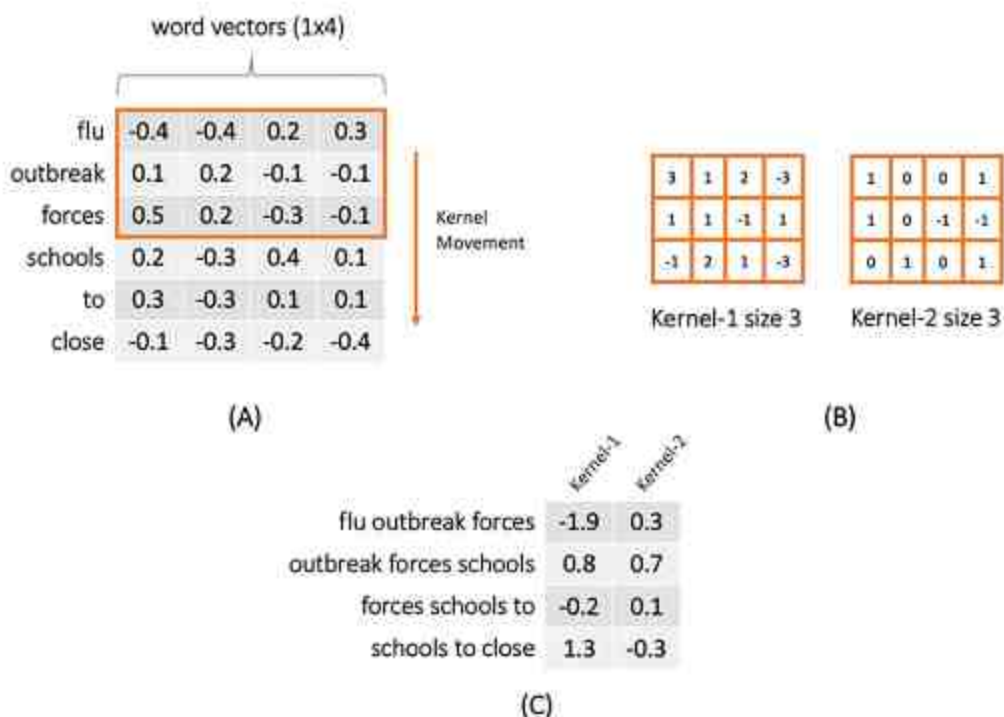 word vectors (1x4)
flu -0.4 -0.4 0.2 0.3
outbreak 0.1 0.2 -0.1 -0.1
forces 0.5 0.2 -0.3 -0.1
schools 0.2 -0.3 0.4 0.1
to 0.3 -0.3 0.1 0.1
close -0.1 -0.3 -0.2 -0.4
Kernel
Movement
(A)
3 1 2 -3
1 1 -1 1
-1 2 1 -3
Kernel-1 size 3
1 0 0 1
1 0 -1 -1
0 1 0 1
Kernel-2 size 3
(B)
Kernel-1 Kernel-2
flu outbreak forces -1.9 0.3
outbreak forces schools 0.8 0.7
forces schools to -0.2 0.1
schools to close 1.3 -0.3
(C)